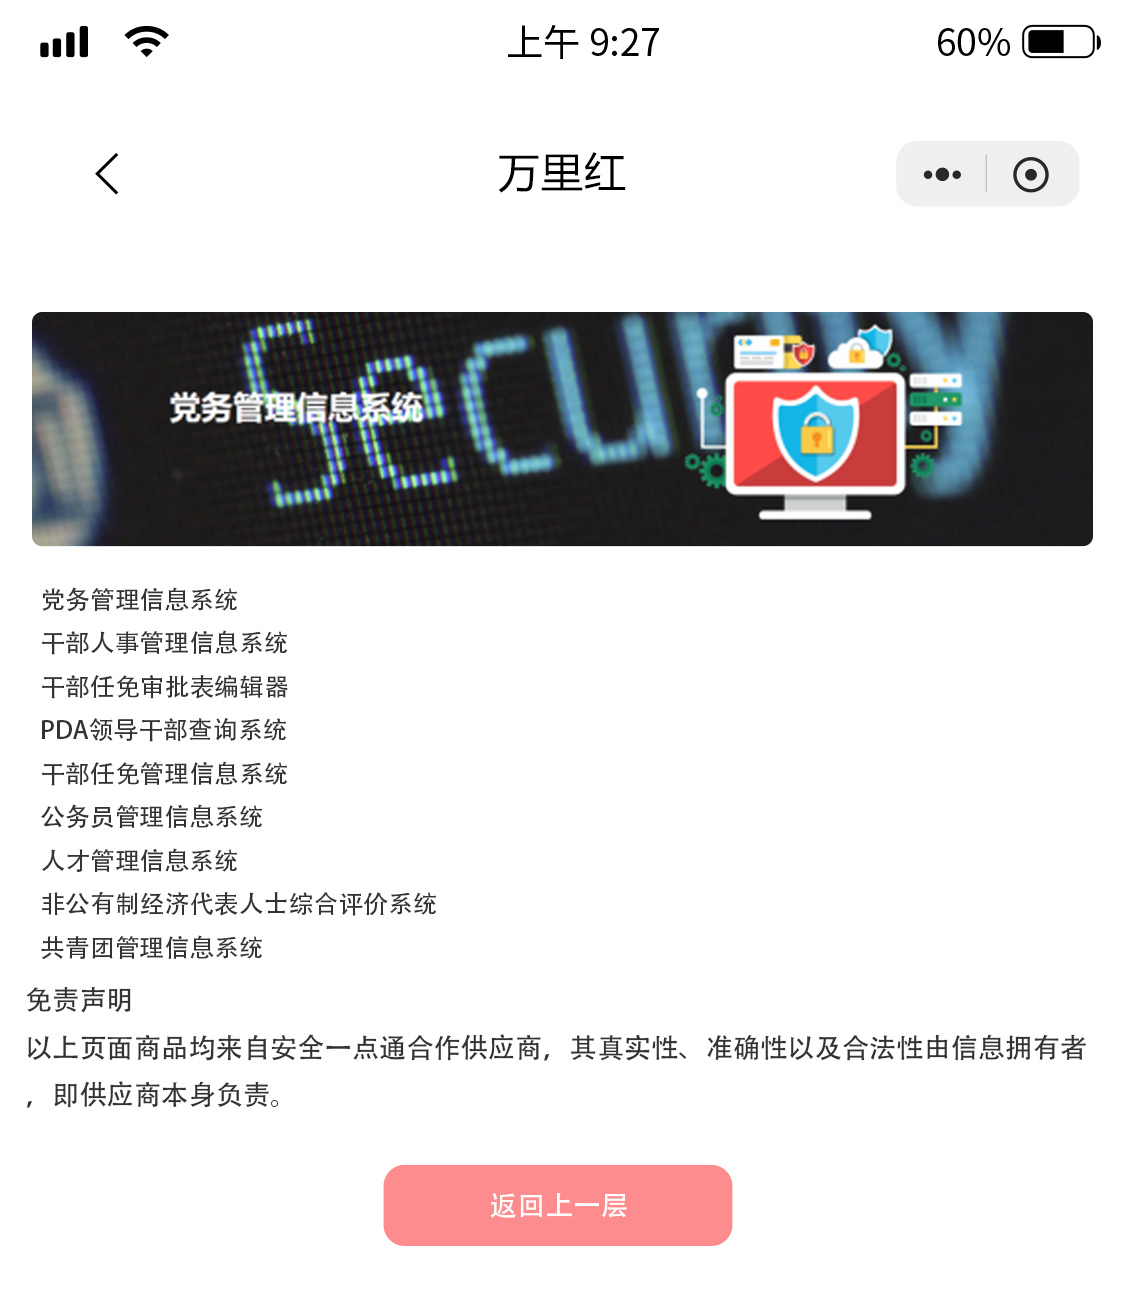 上午 9:27
60%
万里红
Security
党务管理信息系统
党务管理信息系统
干部人事管理信息系统
干部任免审批表编辑器
PDA领导干部查询系统
干部任免管理信息系统
公务员管理信息系统
人才管理信息系统
非公有制经济代表人士综合评价系统
共青团管理信息系统
免责声明
以上页面商品均来自安全一点通合作供应商，其真实性、准确性以及合法性由信息拥有者
，即供应商本身负责。
返回上一层